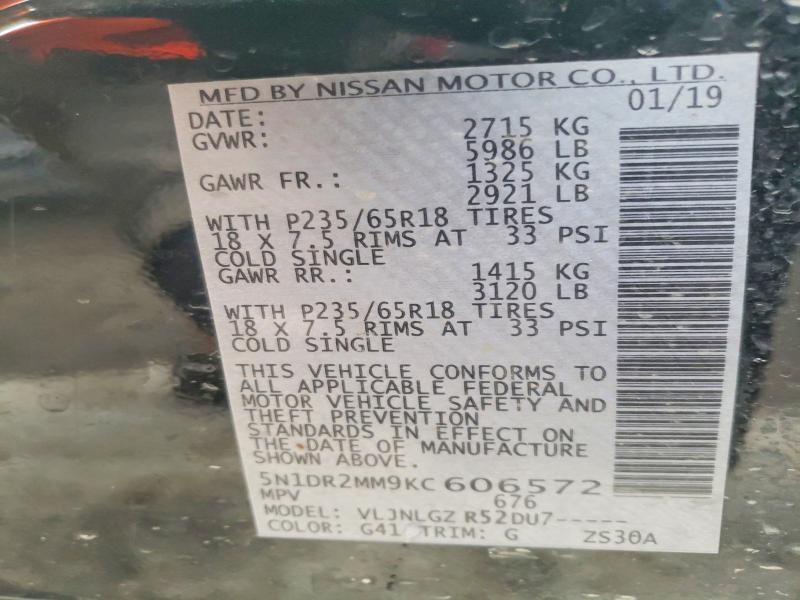 MFD BY NISSAN MOTOR CO., LTD.
DATE: 01/19
GVWR: 2715 KG
5986 LB
GAWR FR.: 1325 KG
2921 LB
WITH P235/65R18 TIRES
18 X 7.5 RIMS AT 33 PSI
COLD SINGLE
GAWR RR.: 1415 KG
3120 LB
WITH P235/65R18 TIRES
18 X 7.5 RIMS AT 33 PSI
COLD SINGLE
THIS VEHICLE CONFORMS TO
ALL APPLICABLE FEDERAL
MOTOR VEHICLE SAFETY AND
THEFT PREVENTION
STANDARDS IN EFFECT ON
THE DATE OF MANUFACTURE
SHOWN ABOVE.
5N1DR2MM9KC 606572
MPV 676
MODEL: VLJNLGZ R52DU7-----
COLOR: G41 TRIM: G ZS30A